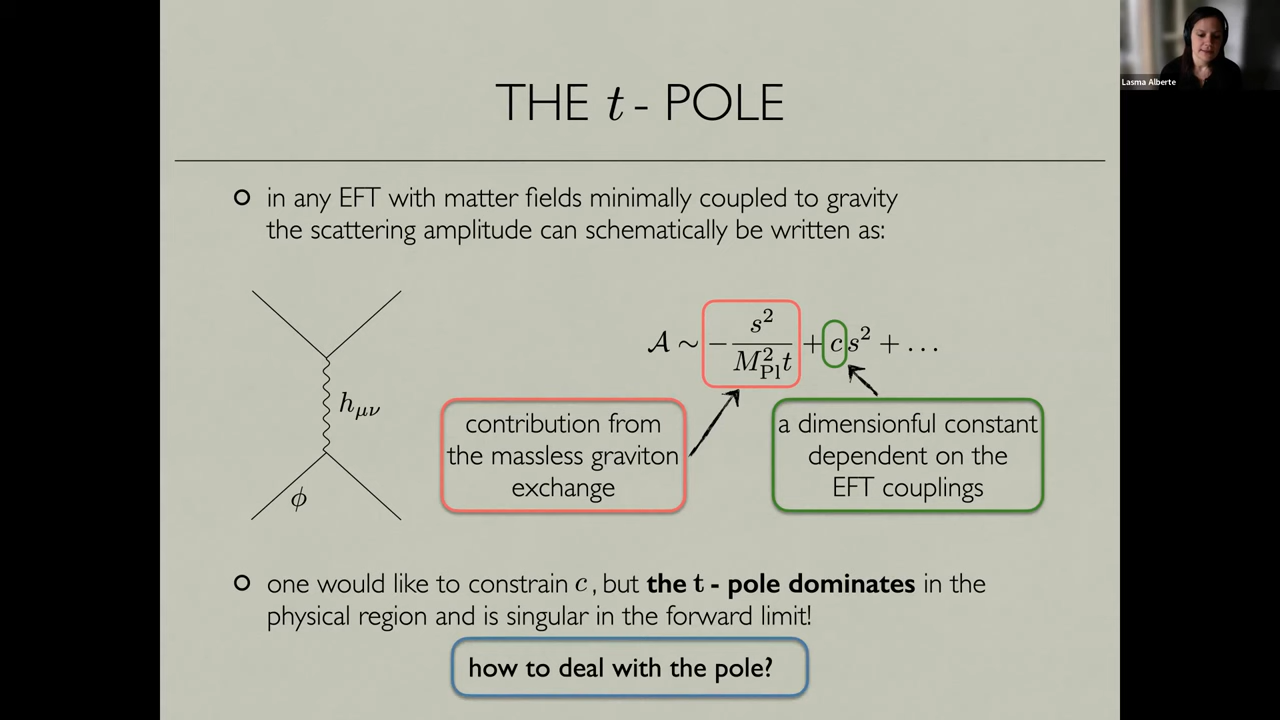 Lasma Alberte
THE t - POLE
in any EFT with matter fields minimally coupled to gravity
the scattering amplitude can schematically be written as:
𝒜 ∼ − s² / M²_Pl t + c s² + …
h_μν
ϕ
contribution from
the massless graviton
exchange
a dimensionful constant
dependent on the
EFT couplings
one would like to constrain c, but the t - pole dominates in the
physical region and is singular in the forward limit!
how to deal with the pole?